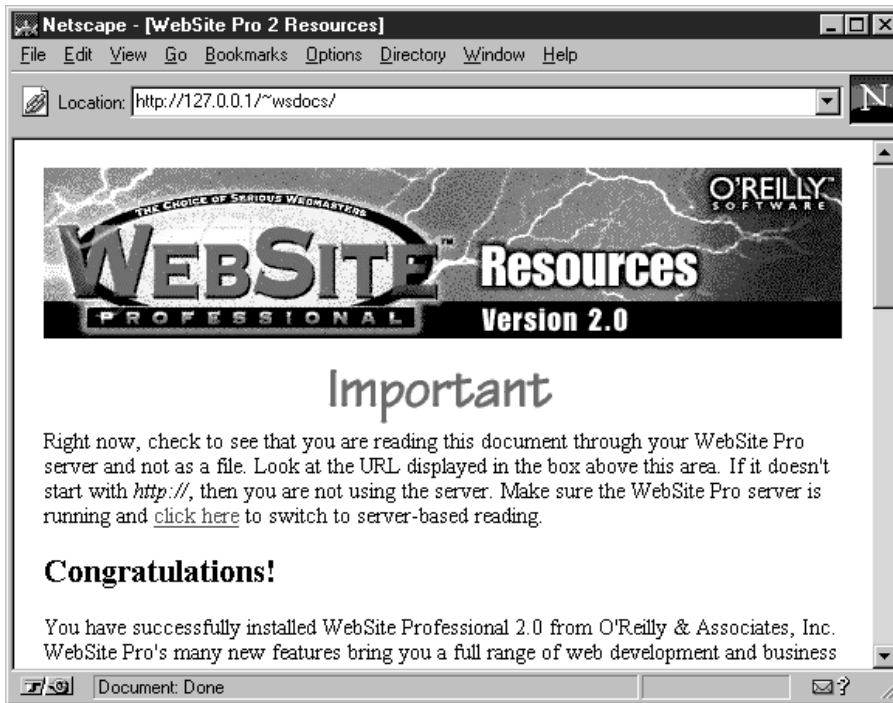 Netscape - [WebSite Pro 2 Resources]
File Edit View Go Bookmarks Options Directory Window Help
Location: http://127.0.0.1/~wsdocs/
N
O'REILLY™
SOFTWARE
THE CHOICE OF SERIOUS WEBMASTERS
WEBSITE™
PROFESSIONAL
Resources
Version 2.0
Important
Right now, check to see that you are reading this document through your WebSite Pro
server and not as a file. Look at the URL displayed in the box above this area. If it doesn't
start with http://, then you are not using the server. Make sure the WebSite Pro server is
running and click here to switch to server-based reading.
Congratulations!
You have successfully installed WebSite Professional 2.0 from O'Reilly & Associates, Inc.
WebSite Pro's many new features bring you a full range of web development and business
Document: Done
?